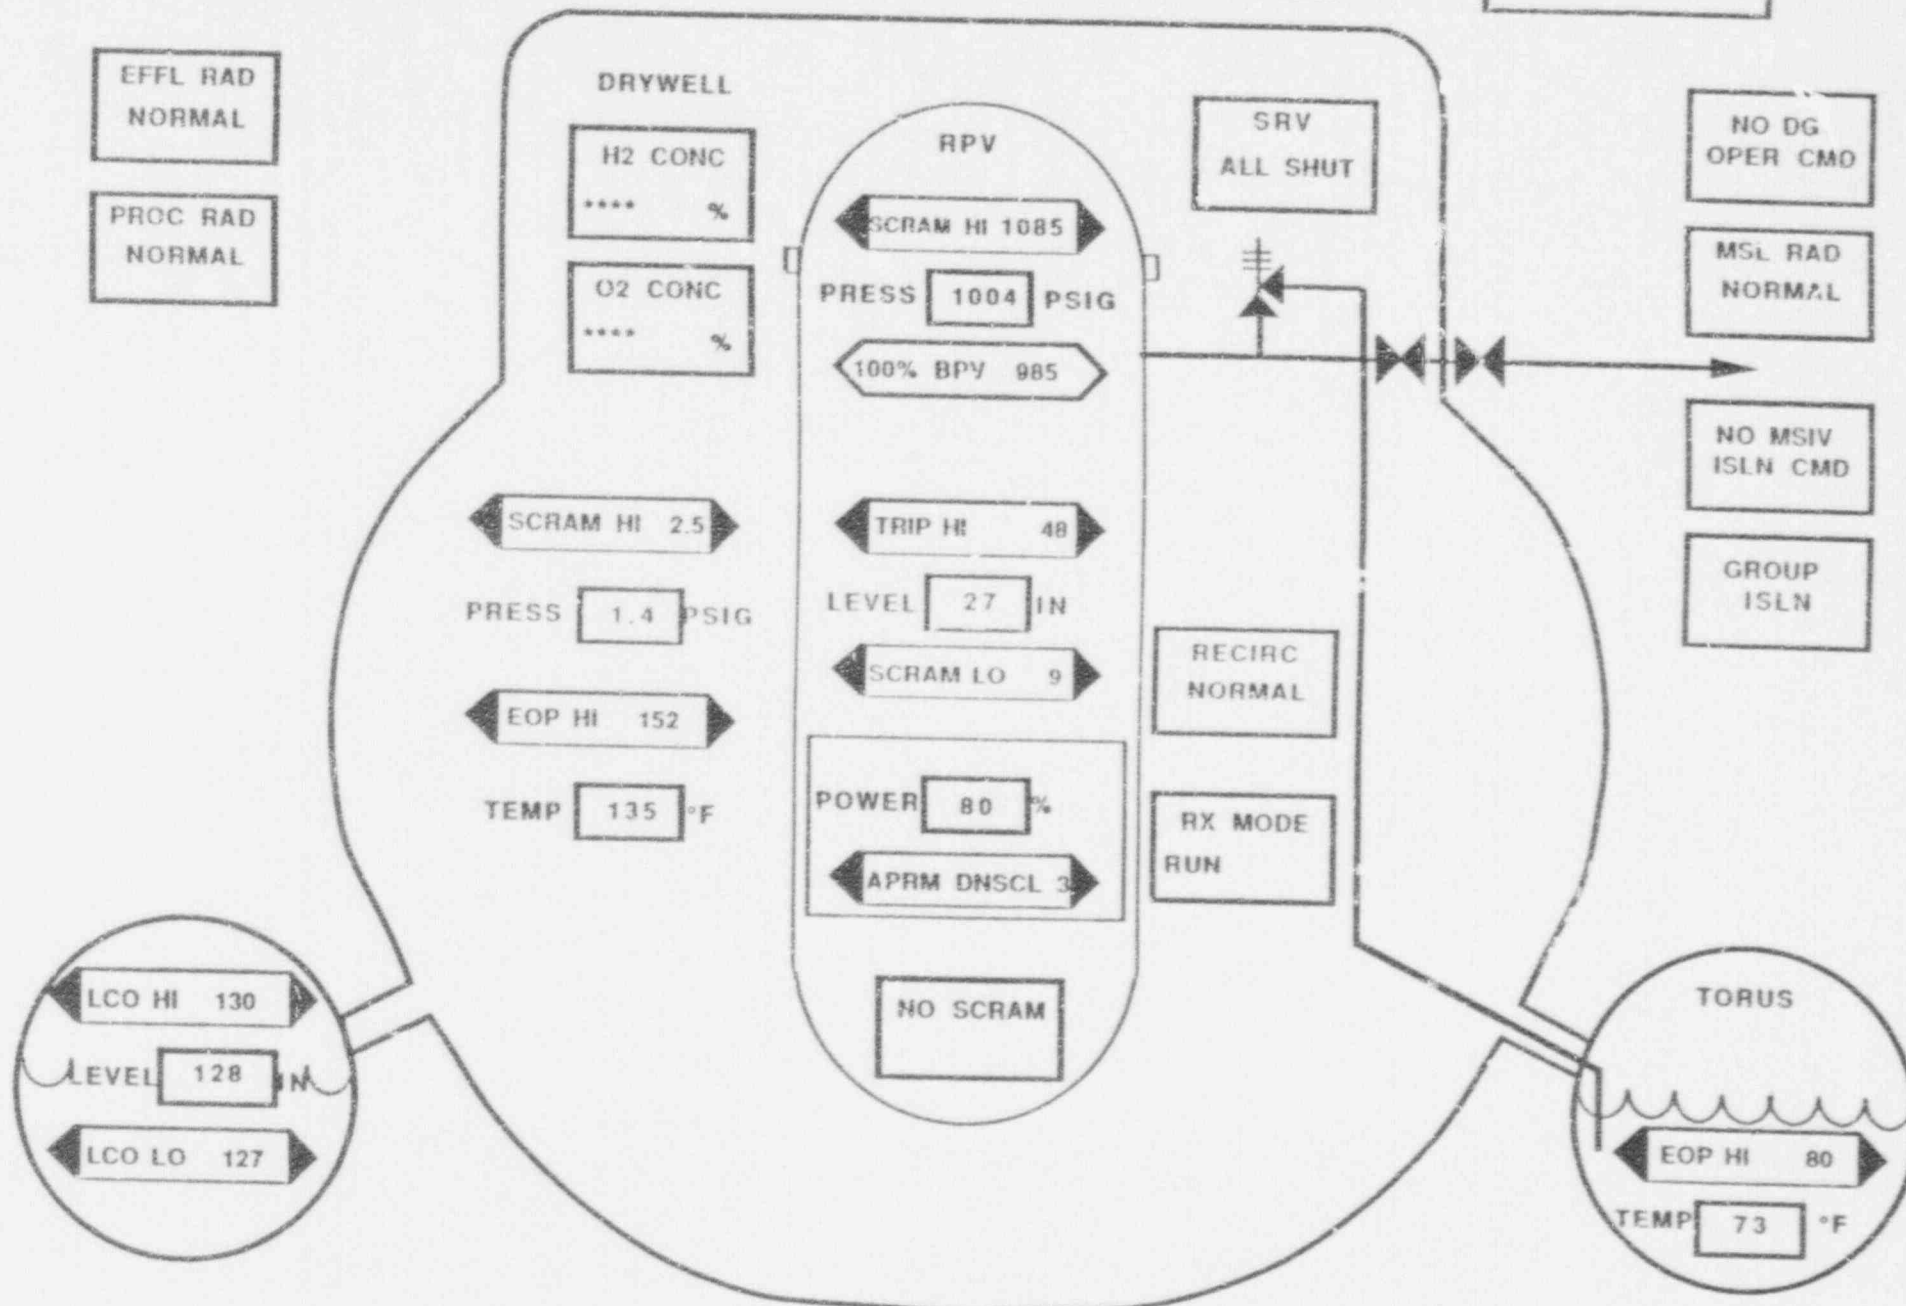 EFFL RAD
NORMAL
PROC RAD
NORMAL
DRYWELL
H2 CONC
**** %
O2 CONC
**** %
SCRAM HI 2.5
PRESS 1.4 PSIG
EOP HI 152
TEMP 135 °F
RPV
SCRAM HI 1085
PRESS 1004 PSIG
100% BPV 985
TRIP HI 48
LEVEL 27 IN
SCRAM LO 9
POWER 80 %
APRM DNSCL 3
NO SCRAM
SRV
ALL SHUT
RECIRC
NORMAL
RX MODE
RUN
NO DG
OPER CMD
MSL RAD
NORMAL
NO MSIV
ISLN CMD
GROUP
ISLN
LCO HI 130
LEVEL 128 IN
LCO LO 127
TORUS
EOP HI 80
TEMP 73 °F